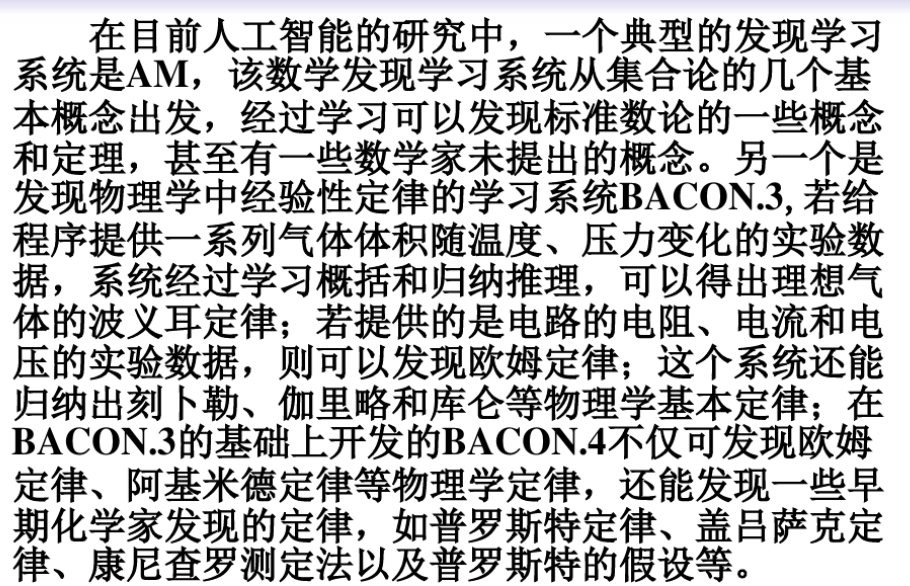 在目前人工智能的研究中，一个典型的发现学习
系统是AM，该数学发现学习系统从集合论的几个基
本概念出发，经过学习可以发现标准数论的一些概念
和定理，甚至有一些数学家未提出的概念。另一个是
发现物理学中经验性定律的学习系统BACON.3,若给
程序提供一系列气体体积随温度、压力变化的实验数
据，系统经过学习概括和归纳推理，可以得出理想气
体的波义耳定律；若提供的是电路的电阻、电流和电
压的实验数据，则可以发现欧姆定律；这个系统还能
归纳出刻卜勒、伽里略和库仑等物理学基本定律；在
BACON.3的基础上开发的BACON.4不仅可发现欧姆
定律、阿基米德定律等物理学定律，还能发现一些早
期化学家发现的定律，如普罗斯特定律、盖吕萨克定
律、康尼查罗测定法以及普罗斯特的假设等。